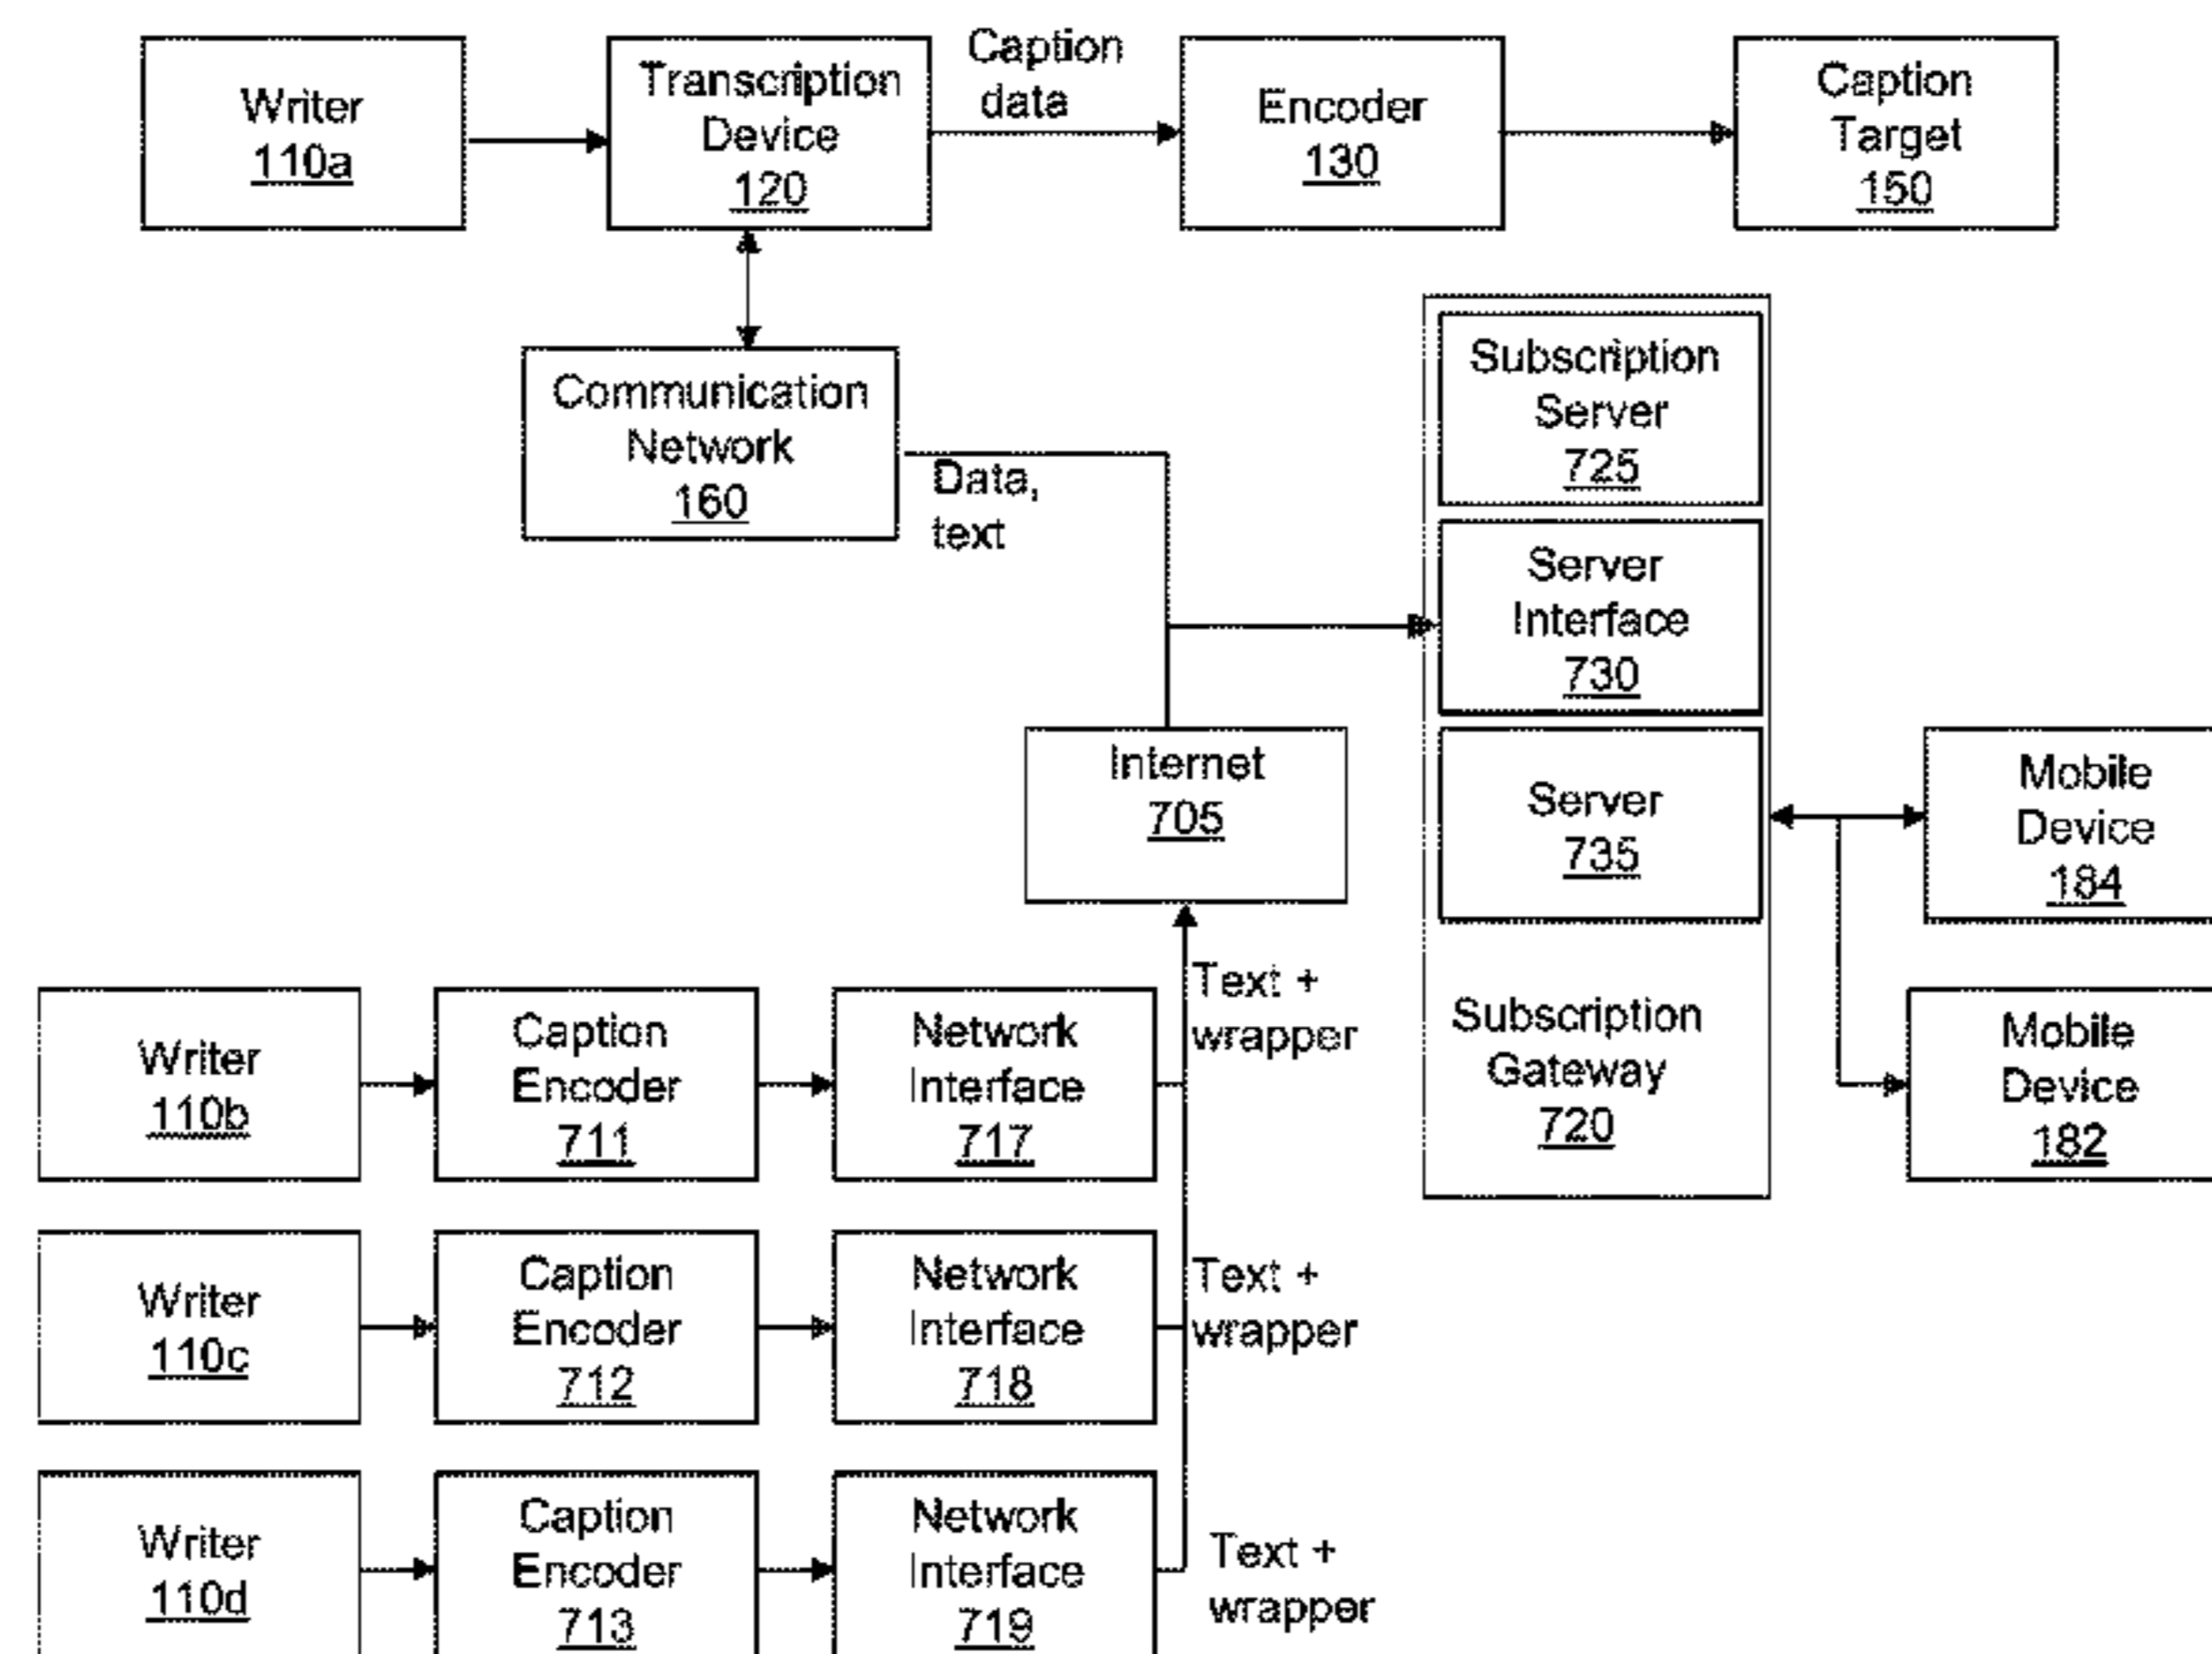 Writer
110a
Transcription
Device
120
Caption
data
Encoder
130
Caption
Target
150
Communication
Network
160
Data,
text
Subscription
Server
725
Server
Interface
730
Internet
705
Server
735
Mobile
Device
184
Writer
110b
Caption
Encoder
711
Network
Interface
717
Text +
wrapper
Subscription
Gateway
720
Mobile
Device
182
Writer
110c
Caption
Encoder
712
Network
Interface
718
Text +
wrapper
Writer
110d
Caption
Encoder
713
Network
Interface
719
Text +
wrapper